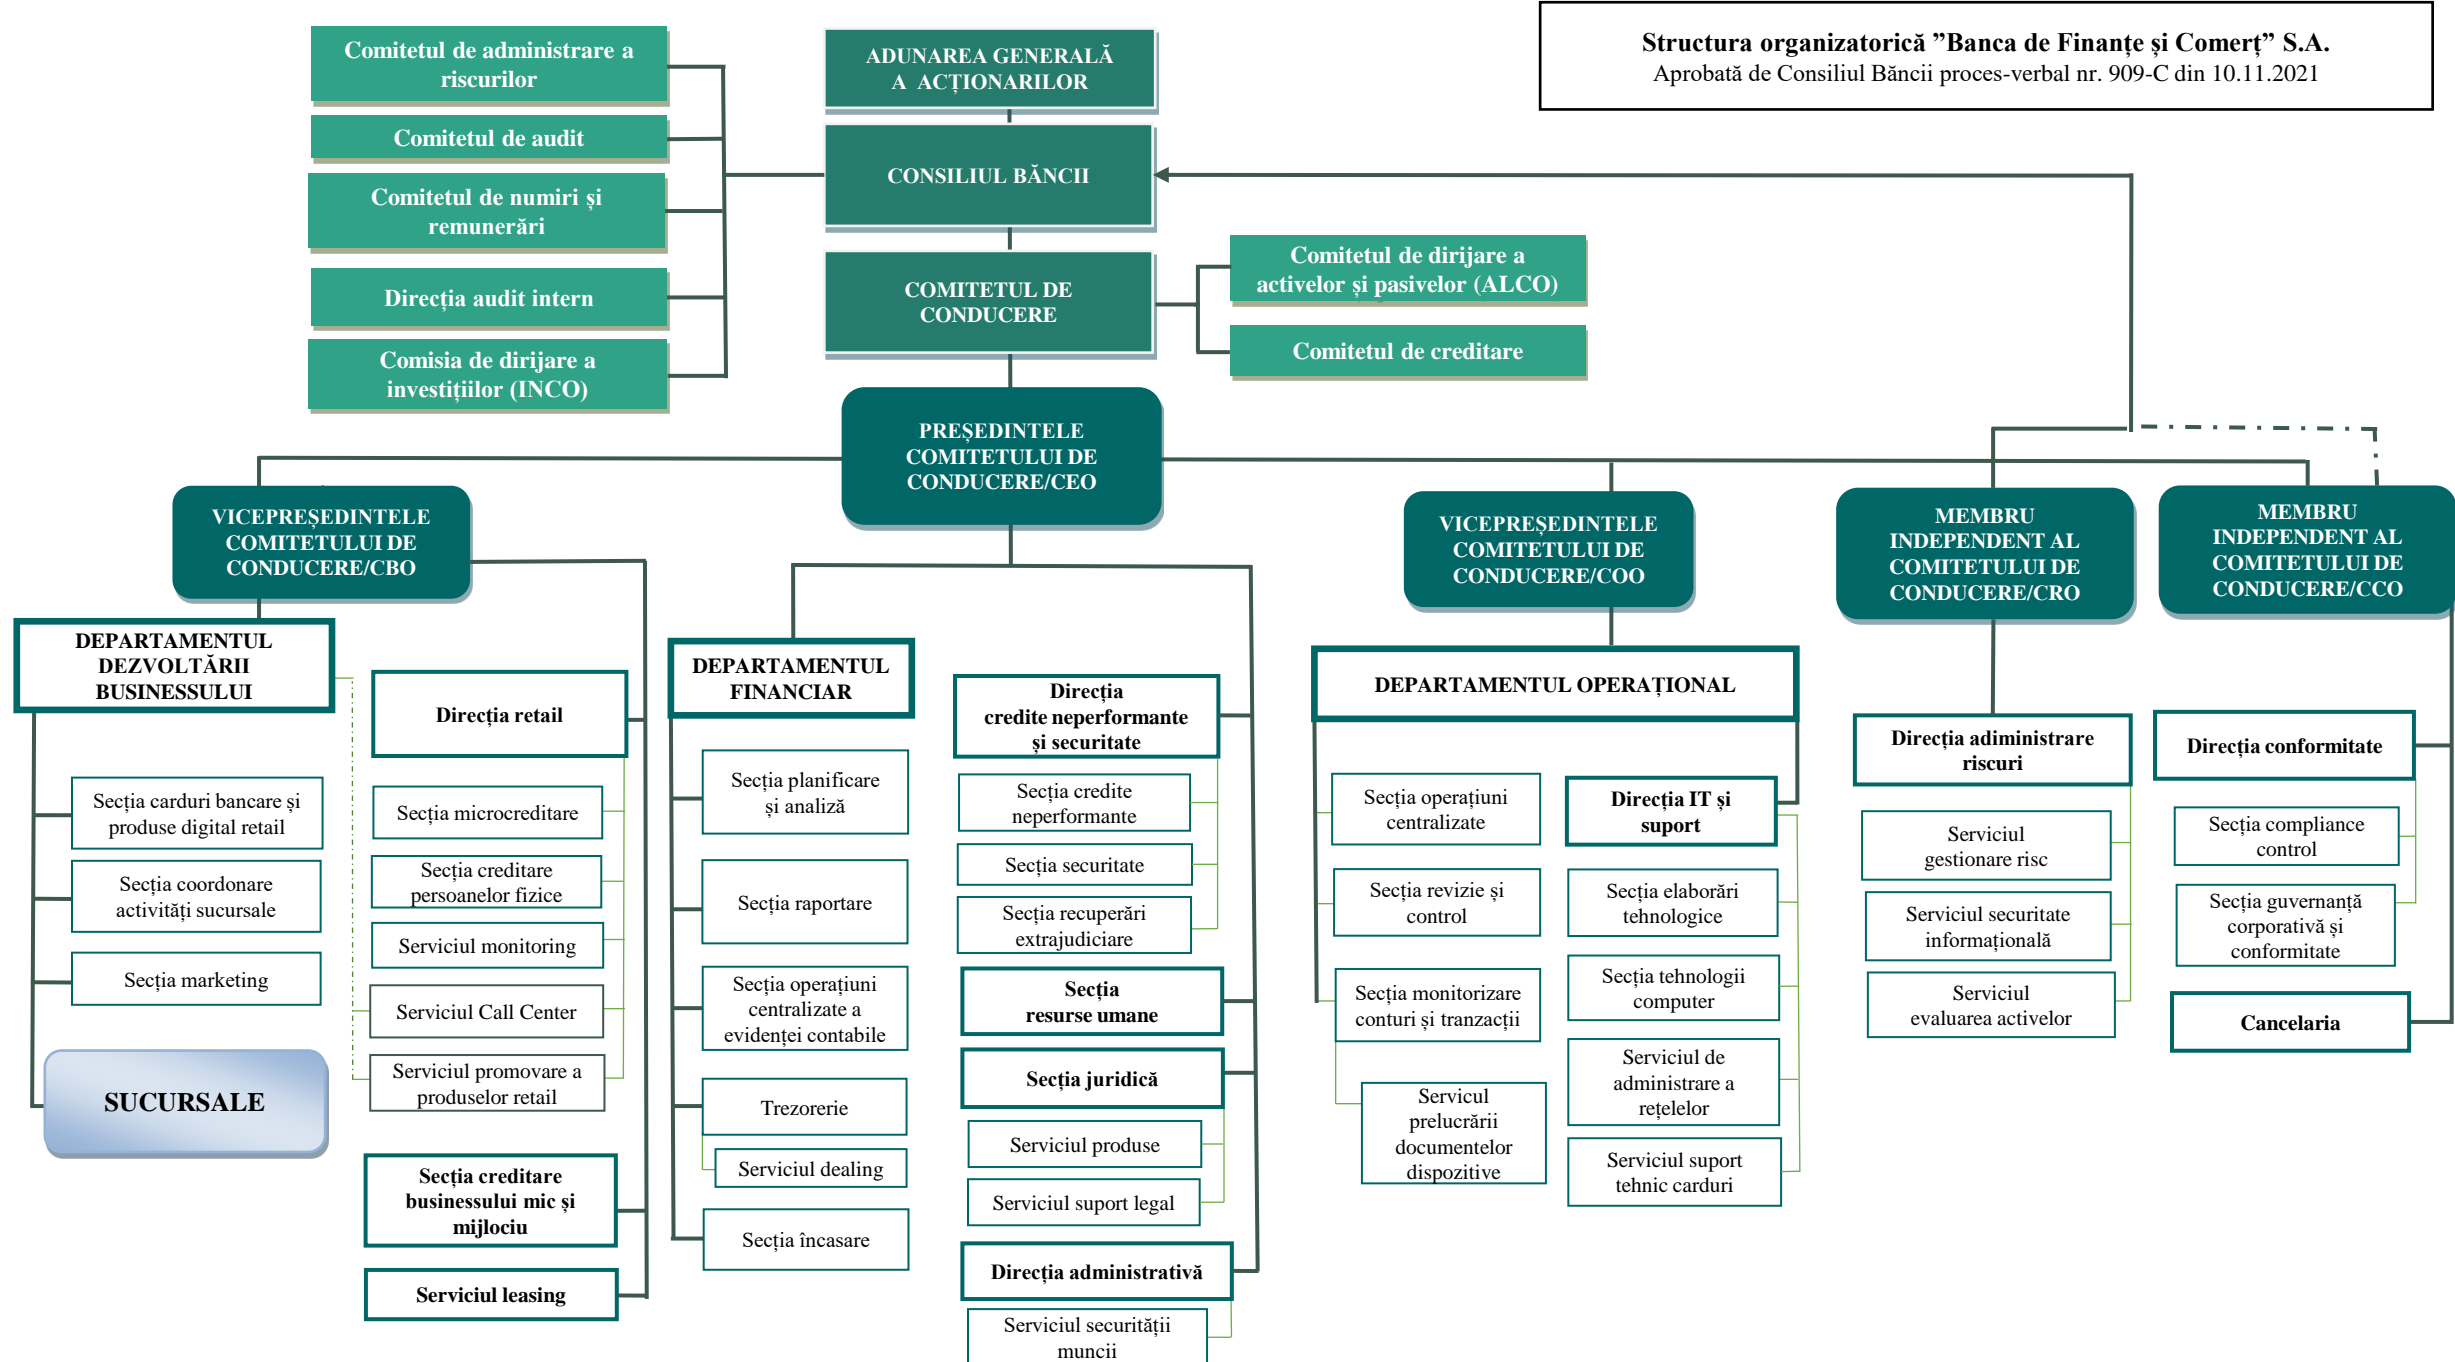 Structura organizatorică ”Banca de Finanțe și Comerț” S.A.
Aprobată de Consiliul Băncii proces-verbal nr. 909-C din 10.11.2021
ADUNAREA GENERALĂ
A ACȚIONARILOR
CONSILIUL BĂNCII
COMITETUL DE
CONDUCERE
Comitetul de administrare a
riscurilor
Comitetul de audit
Comitetul de numiri și
remunerări
Direcția audit intern
Comisia de dirijare a
investițiilor (INCO)
Comitetul de dirijare a
activelor și pasivelor (ALCO)
Comitetul de creditare
PREȘEDINTELE
COMITETULUI DE
CONDUCERE/CEO
VICEPREȘEDINTELE
COMITETULUI DE
CONDUCERE/CBO
VICEPREȘEDINTELE
COMITETULUI DE
CONDUCERE/COO
MEMBRU
INDEPENDENT AL
COMITETULUI DE
CONDUCERE/CRO
MEMBRU
INDEPENDENT AL
COMITETULUI DE
CONDUCERE/CCO
DEPARTAMENTUL
DEZVOLTĂRII
BUSINESSULUI
Secția carduri bancare și
produse digital retail
Secția coordonare
activități sucursale
Secția marketing
SUCURSALE
Direcția retail
Secția microcreditare
Secția creditare
persoanelor fizice
Serviciul monitoring
Serviciul Call Center
Serviciul promovare a
produselor retail
Secția creditare
businessului mic și
mijlociu
Serviciul leasing
DEPARTAMENTUL
FINANCIAR
Secția planificare
și analiză
Secția raportare
Secția operațiuni
centralizate a
evidenței contabile
Trezorerie
Serviciul dealing
Secția încasare
Direcția
credite neperformante
și securitate
Secția credite
neperformante
Secția securitate
Secția recuperări
extrajudiciare
Secția
resurse umane
Secția juridică
Serviciul produse
Serviciul suport legal
Direcția administrativă
Serviciul securității
muncii
DEPARTAMENTUL OPERAȚIONAL
Secția operațiuni
centralizate
Secția revizie și
control
Secția monitorizare
conturi și tranzacții
Servicul
prelucrării
documentelor
dispozitive
Direcția IT și
suport
Secția elaborări
tehnologice
Secția tehnologii
computer
Serviciul de
administrare a
rețelelor
Serviciul suport
tehnic carduri
Direcția adiministrare
riscuri
Serviciul
gestionare risc
Serviciul securitate
informațională
Serviciul
evaluarea activelor
Direcția conformitate
Secția compliance
control
Secția guvernanță
corporativă și
conformitate
Cancelaria